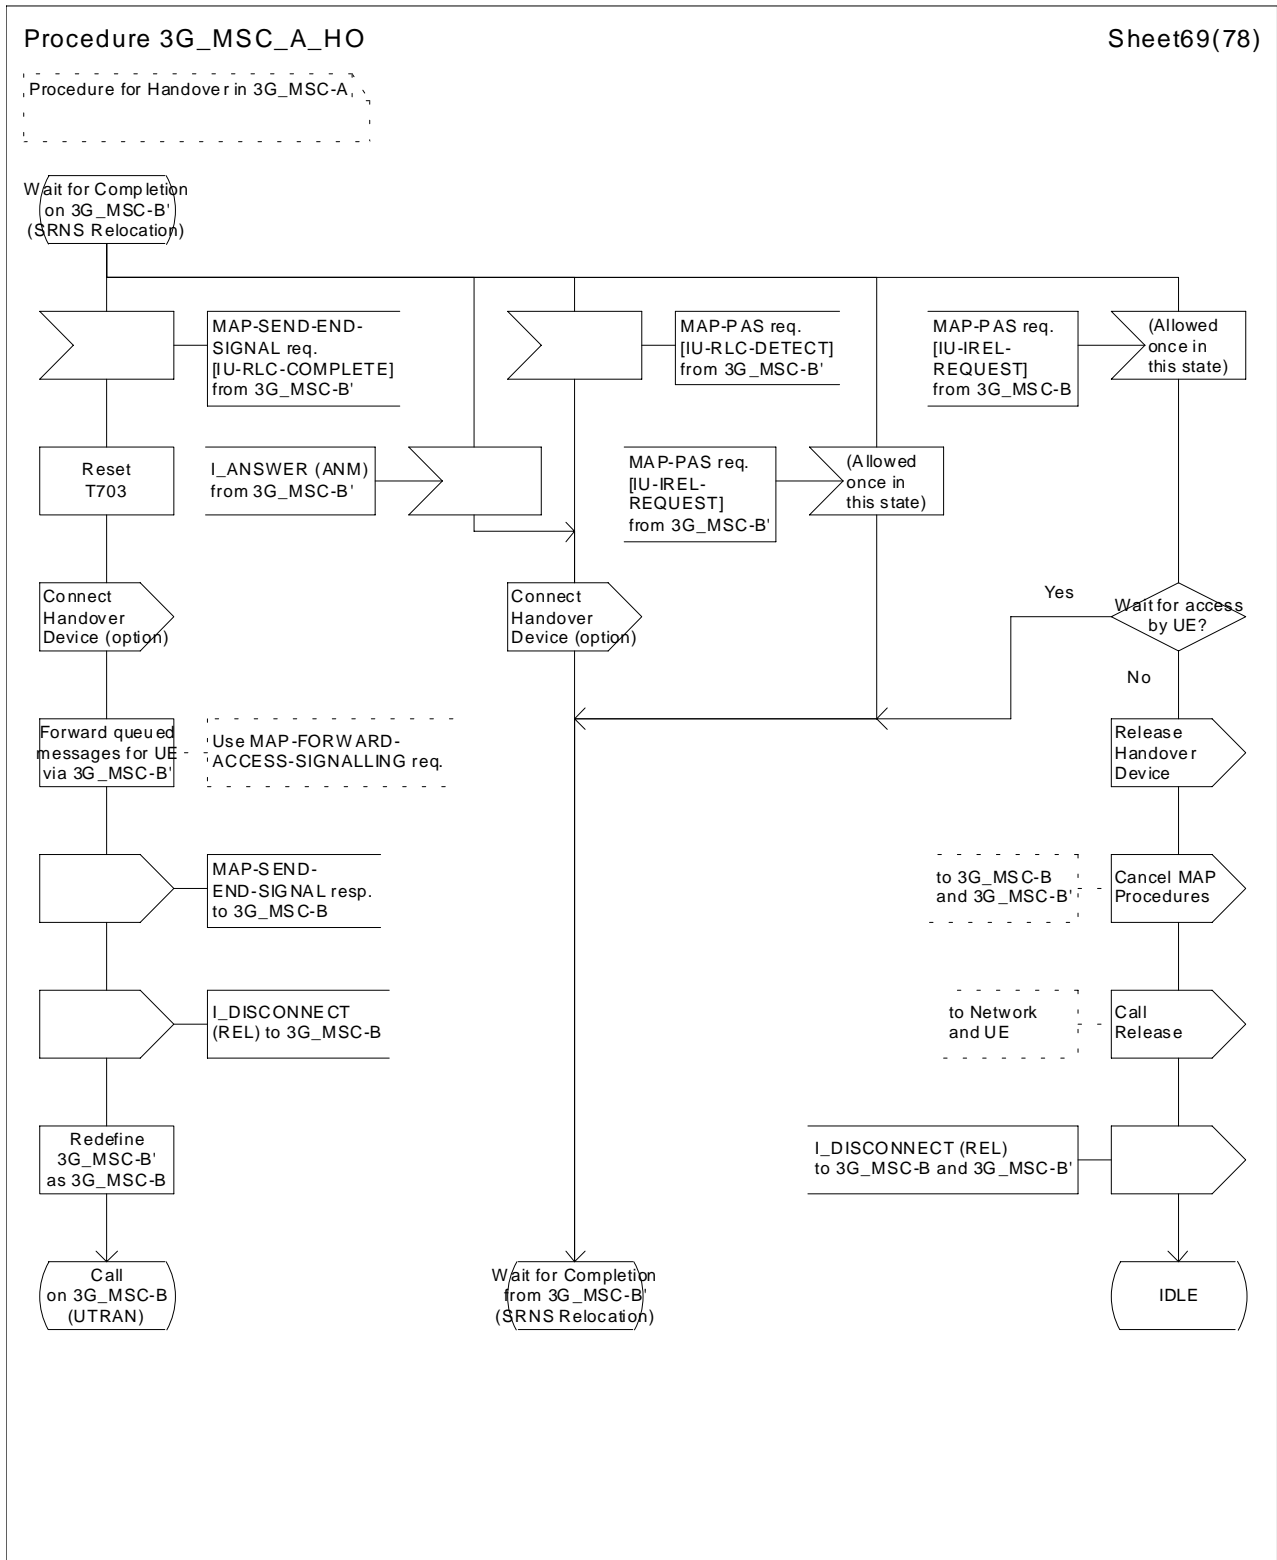 Procedure 3G_MSC_A_HO
Sheet69(78)
Procedure for Handover in 3G_MSC-A
Wait for Completion
on 3G_MSC-B'
(SRNS Relocation)
MAP-SEND-END-
SIGNAL req.
[IU-RLC-COMPLETE]
from 3G_MSC-B'
MAP-PAS req.
[IU-RLC-DETECT]
from 3G_MSC-B'
MAP-PAS req.
[IU-IREL-
REQUEST]
from 3G_MSC-B
(Allowed
once in
this state)
Reset
T703
I_ANSWER (ANM)
from 3G_MSC-B'
MAP-PAS req.
[IU-IREL-
REQUEST]
from 3G_MSC-B'
(Allowed
once in
this state)
Connect
Handover
Device (option)
Connect
Handover
Device (option)
Yes
Wait for access
by UE?
No
Forward queued
messages for UE
via 3G_MSC-B'
Use MAP-FORWARD-
ACCESS-SIGNALLING req.
Release
Handover
Device
MAP-SEND-
END-SIGNAL resp.
to 3G_MSC-B
to 3G_MSC-B
and 3G_MSC-B'
Cancel MAP
Procedures
I_DISCONNECT
(REL) to 3G_MSC-B
to Network
and UE
Call
Release
Redefine
3G_MSC-B'
as 3G_MSC-B
I_DISCONNECT (REL)
to 3G_MSC-B and 3G_MSC-B'
Call
on 3G_MSC-B
(UTRAN)
Wait for Completion
from 3G_MSC-B'
(SRNS Relocation)
IDLE